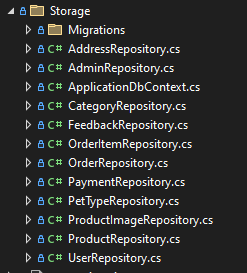 Storage
Migrations
C# AddressRepository.cs
C# AdminRepository.cs
C# ApplicationDbContext.cs
C# CategoryRepository.cs
C# FeedbackRepository.cs
C# OrderItemRepository.cs
C# OrderRepository.cs
C# PaymentRepository.cs
C# PetTypeRepository.cs
C# ProductImageRepository.cs
C# ProductRepository.cs
C# UserRepository.cs